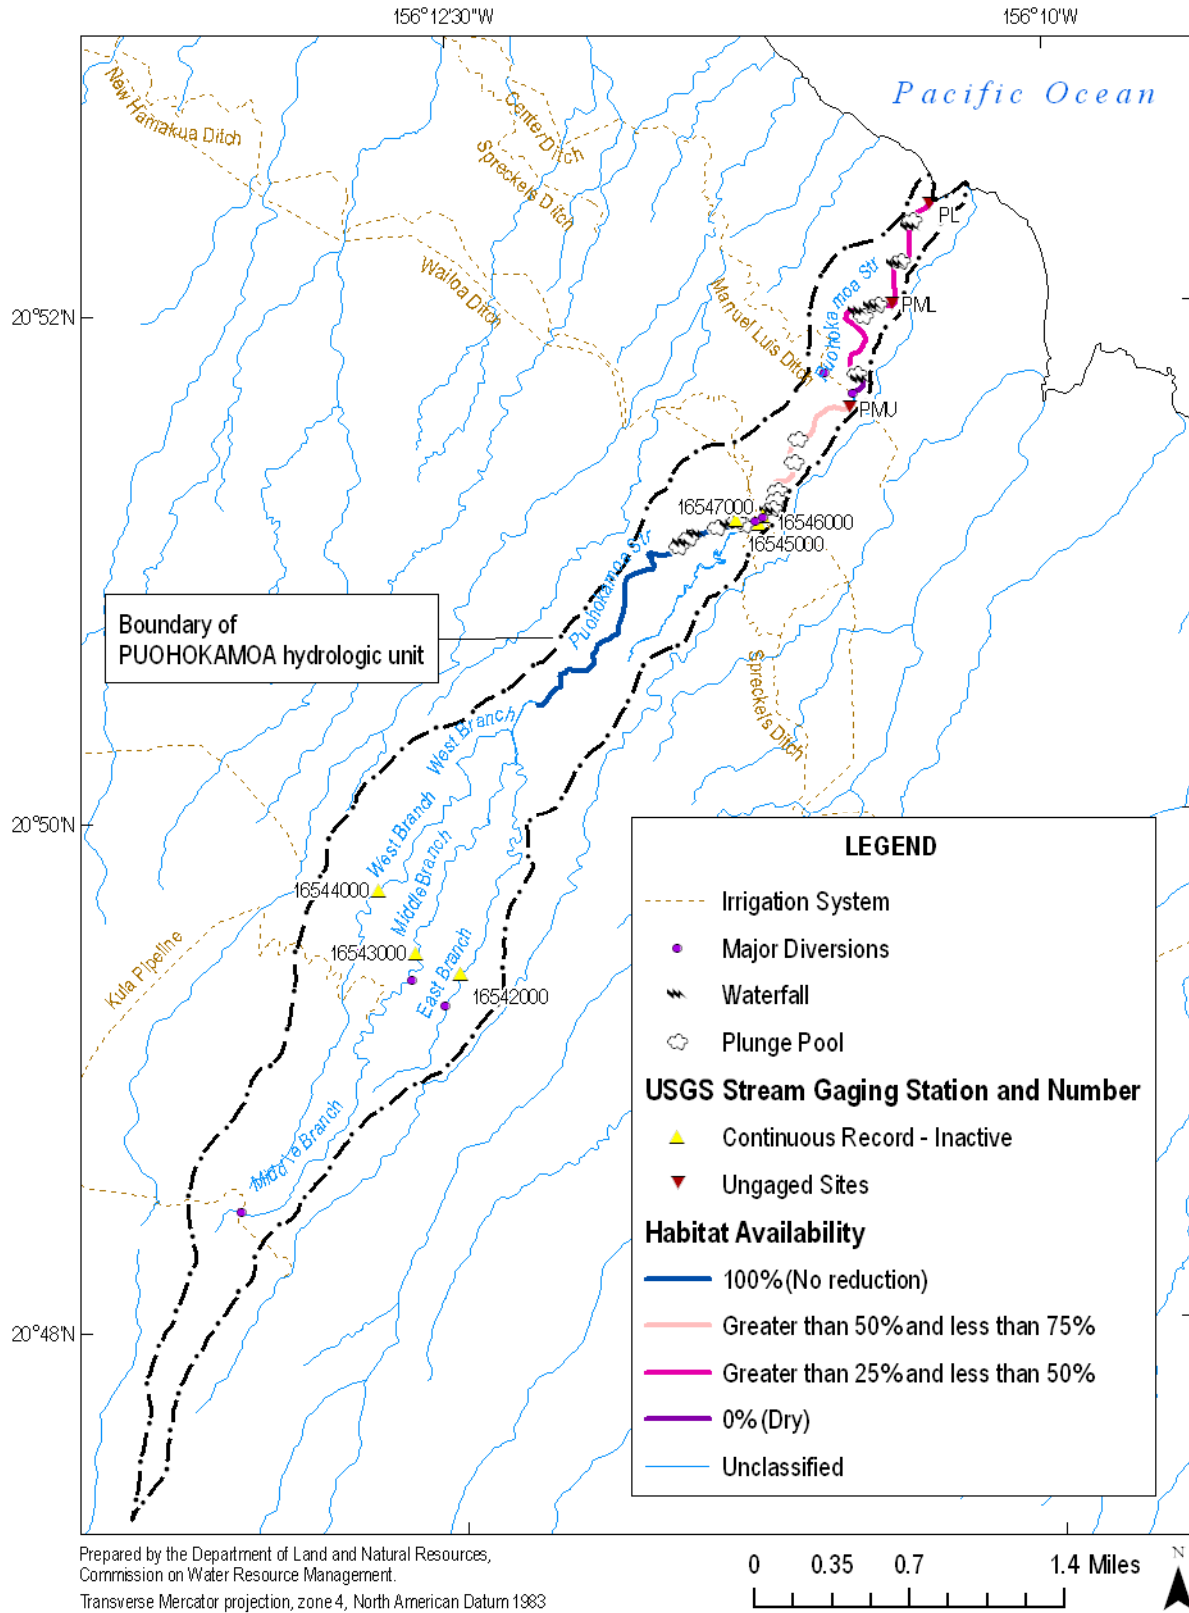 156°12'30"W
156°10'W
Pacific Ocean
New Hamakua Ditch
Center Ditch
Spreckels Ditch
Wailoa Ditch
Manuel Luis Ditch
Puohokamoa Str
PL
PML
PMU
20°52'N
16547000
16546000
16545000
Puohokamoa Str
Boundary of
PUOHOKAMOA hydrologic unit
Spreckels Ditch
West Branch
20°50'N
West Branch
Middle Branch
16544000
16543000
East Branch
16542000
Kula Pipeline
Middle Branch
20°48'N
LEGEND
Irrigation System
Major Diversions
Waterfall
Plunge Pool
USGS Stream Gaging Station and Number
Continuous Record - Inactive
Ungaged Sites
Habitat Availability
100% (No reduction)
Greater than 50% and less than 75%
Greater than 25% and less than 50%
0% (Dry)
Unclassified
Prepared by the Department of Land and Natural Resources,
Commission on Water Resource Management.
Transverse Mercator projection, zone 4, North American Datum 1983
0 0.35 0.7 1.4 Miles
N